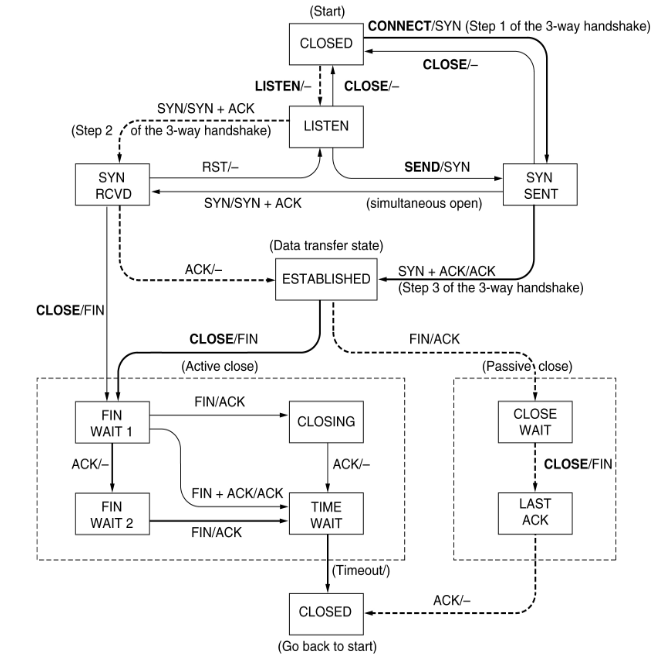 (Start)
CONNECT/SYN (Step 1 of the 3-way handshake)
CLOSED
CLOSE/–
LISTEN/–
CLOSE/–
SYN/SYN + ACK
LISTEN
(Step 2 of the 3-way handshake)
RST/–
SEND/SYN
SYN
RCVD
SYN
SENT
SYN/SYN + ACK
(simultaneous open)
(Data transfer state)
ACK/–
ESTABLISHED
SYN + ACK/ACK
(Step 3 of the 3-way handshake)
CLOSE/FIN
CLOSE/FIN
FIN/ACK
(Active close)
(Passive close)
FIN/ACK
FIN
WAIT 1
CLOSING
CLOSE
WAIT
ACK/–
ACK/–
CLOSE/FIN
FIN + ACK/ACK
FIN
WAIT 2
TIME
WAIT
LAST
ACK
FIN/ACK
(Timeout/)
CLOSED
ACK/–
(Go back to start)